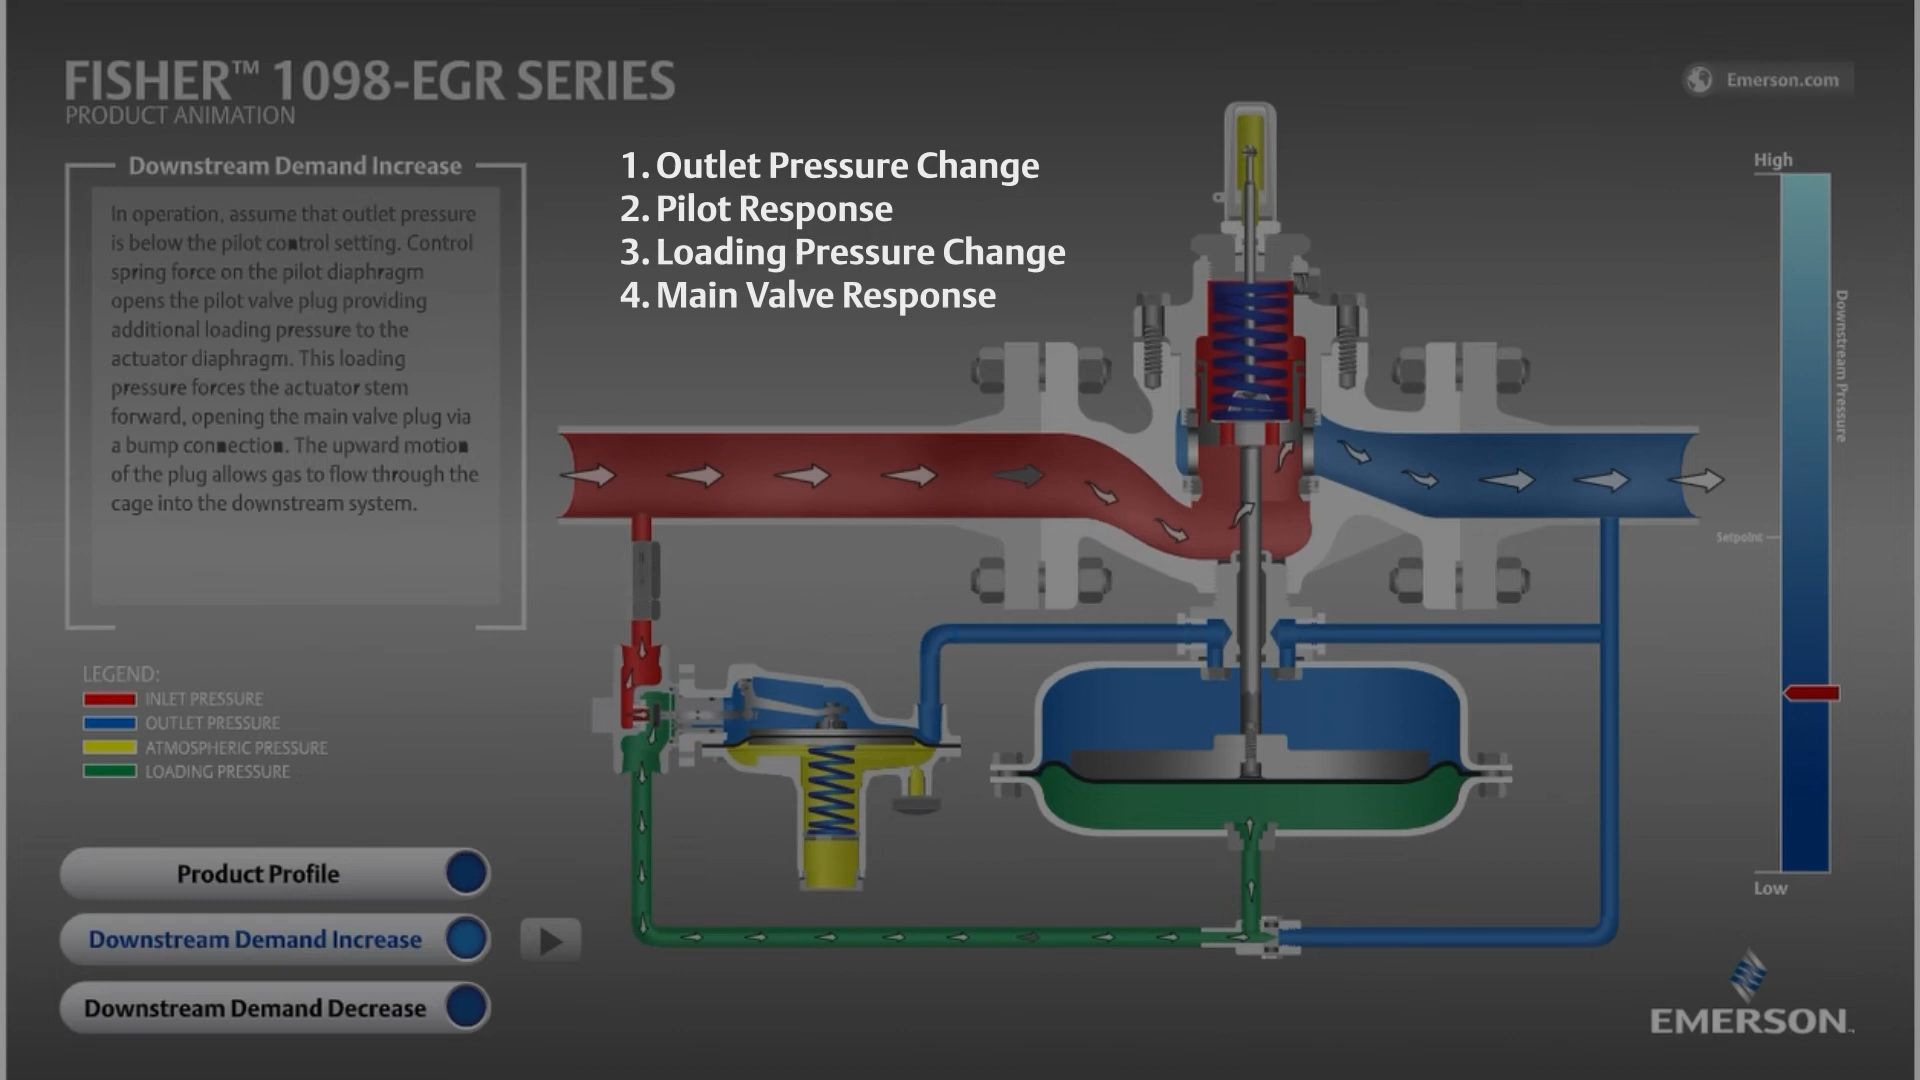 FISHER™ 1098-EGR SERIES
PRODUCT ANIMATION
Emerson.com
Downstream Demand Increase
In operation, assume that outlet pressure
is below the pilot control setting. Control
spring force on the pilot diaphragm
opens the pilot valve plug providing
additional loading pressure to the
actuator diaphragm. This loading
pressure forces the actuator stem
forward, opening the main valve plug via
a bump connection. The upward motion
of the plug allows gas to flow through the
cage into the downstream system.
1. Outlet Pressure Change
2. Pilot Response
3. Loading Pressure Change
4. Main Valve Response
High
Downstream Pressure
Setpoint
Low
LEGEND:
INLET PRESSURE
OUTLET PRESSURE
ATMOSPHERIC PRESSURE
LOADING PRESSURE
Product Profile
Downstream Demand Increase
Downstream Demand Decrease
EMERSON™